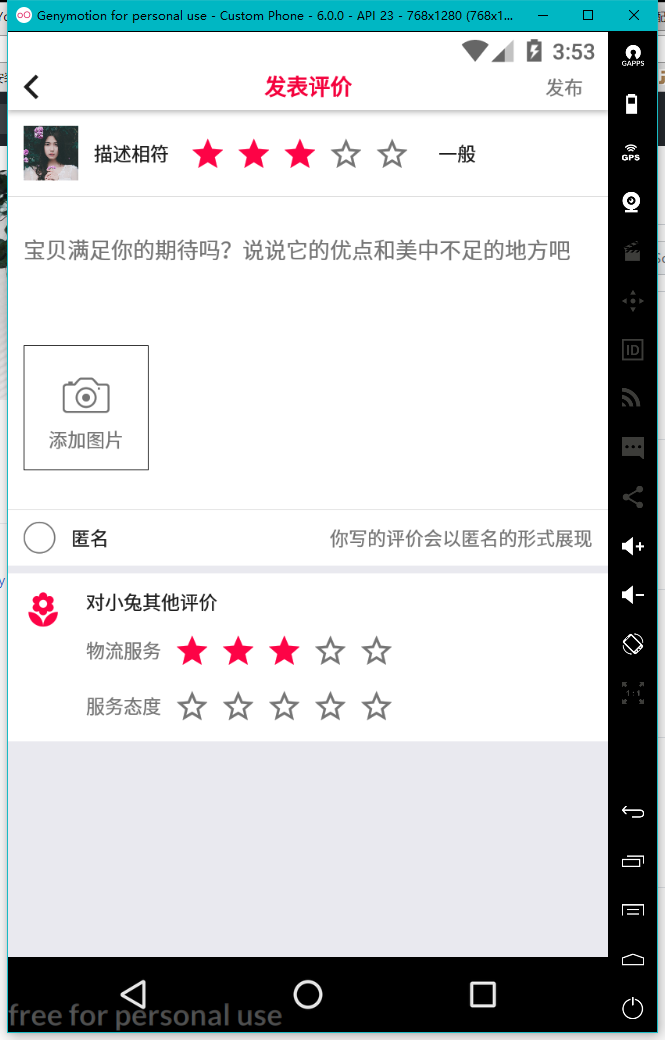 Genymotion for personal use - Custom Phone - 6.0.0 - API 23 - 768x1280 (768x1...
3:53
发表评价
发布
描述相符
一般
宝贝满足你的期待吗？说说它的优点和美中不足的地方吧
添加图片
匿名
你写的评价会以匿名的形式展现
对小兔其他评价
物流服务
服务态度
GAPPS
GPS
ID
1:1
free for personal use